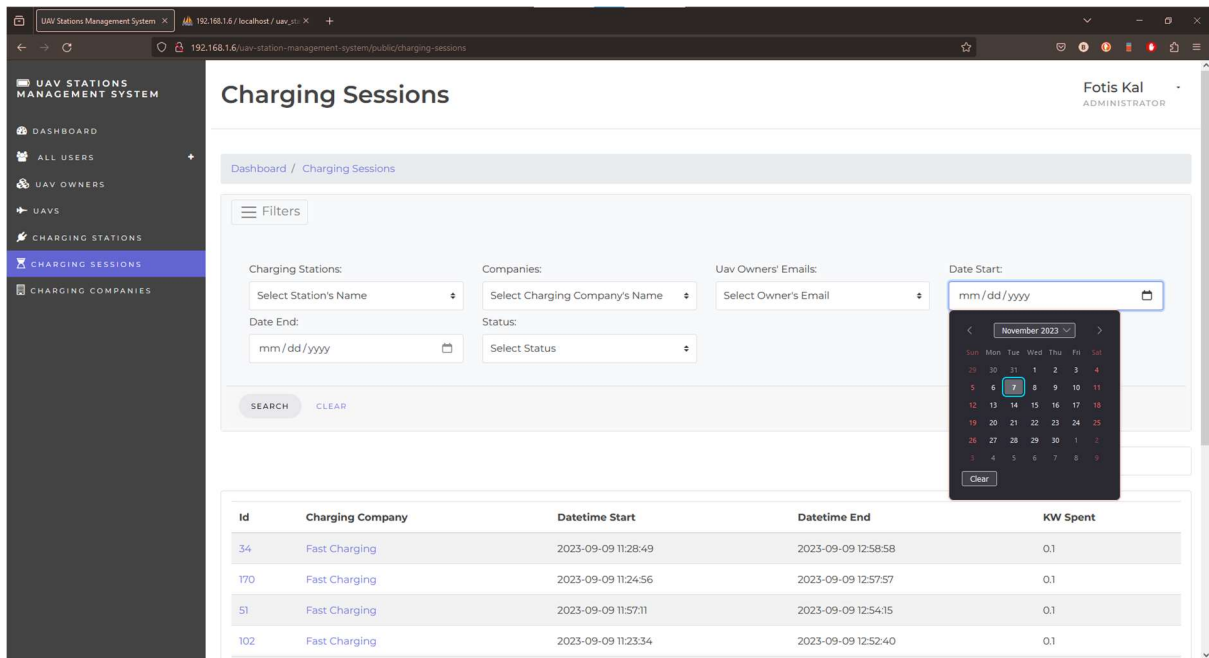 UAV Stations Management System
192.168.1.6 / localhost / uav_sta
192.168.1.6/uav-station-management-system/public/charging-sessions
UAV STATIONS
MANAGEMENT SYSTEM
DASHBOARD
ALL USERS +
UAV OWNERS
UAVS
CHARGING STATIONS
CHARGING SESSIONS
CHARGING COMPANIES
Charging Sessions
Fotis Kal
ADMINISTRATOR
Dashboard / Charging Sessions
Filters
Charging Stations: Companies: Uav Owners' Emails: Date Start:
Select Station's Name Select Charging Company's Name Select Owner's Email mm/dd/yyyy
Date End: Status:
mm/dd/yyyy Select Status
SEARCH CLEAR
November 2023
Sun Mon Tue Wed Thu Fri Sat
29 30 31 1 2 3 4
5 6 7 8 9 10 11
12 13 14 15 16 17 18
19 20 21 22 23 24 25
26 27 28 29 30 1 2
3 4 5 6 7 8 9
Clear
Id Charging Company Datetime Start Datetime End KW Spent
34 Fast Charging 2023-09-09 11:28:49 2023-09-09 12:58:58 0.1
170 Fast Charging 2023-09-09 11:24:56 2023-09-09 12:57:57 0.1
51 Fast Charging 2023-09-09 11:57:11 2023-09-09 12:54:15 0.1
102 Fast Charging 2023-09-09 11:23:34 2023-09-09 12:52:40 0.1